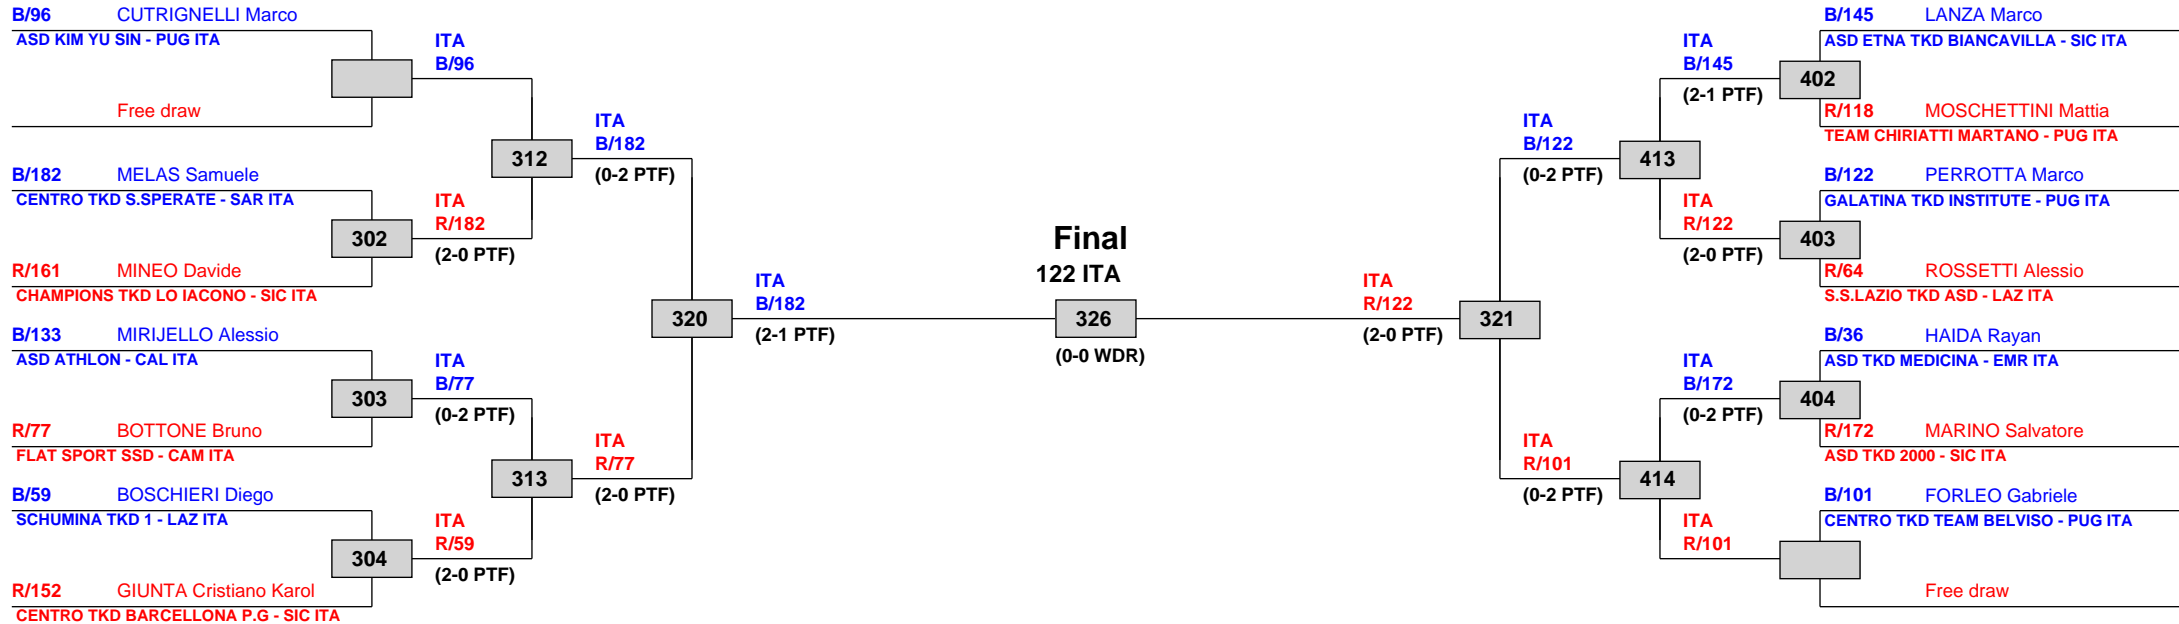 B/96 CUTRIGNELLI Marco
ASD KIM YU SIN - PUG ITA
Free draw
B/182 MELAS Samuele
CENTRO TKD S.SPERATE - SAR ITA
302
R/161 MINEO Davide
CHAMPIONS TKD LO IACONO - SIC ITA
B/133 MIRIJELLO Alessio
ASD ATHLON - CAL ITA
303
R/77 BOTTONE Bruno
FLAT SPORT SSD - CAM ITA
B/59 BOSCHIERI Diego
SCHUMINA TKD 1 - LAZ ITA
304
R/152 GIUNTA Cristiano Karol
CENTRO TKD BARCELLONA P.G - SIC ITA
ITA
B/96
312
ITA
R/182
(2-0 PTF)
ITA
B/77
(0-2 PTF)
313
ITA
R/59
(2-0 PTF)
ITA
B/182
(0-2 PTF)
320
ITA
R/77
(2-0 PTF)
ITA
B/182
(2-1 PTF)
Final
122 ITA
326
(0-0 WDR)
ITA
R/122
(2-0 PTF)
321
ITA
B/122
(0-2 PTF)
ITA
R/101
(0-2 PTF)
413
414
ITA
B/145
(2-1 PTF)
ITA
R/122
(2-0 PTF)
ITA
B/172
(0-2 PTF)
ITA
R/101
B/145 LANZA Marco
ASD ETNA TKD BIANCAVILLA - SIC ITA
402
R/118 MOSCHETTINI Mattia
TEAM CHIRIATTI MARTANO - PUG ITA
B/122 PERROTTA Marco
GALATINA TKD INSTITUTE - PUG ITA
403
R/64 ROSSETTI Alessio
S.S.LAZIO TKD ASD - LAZ ITA
B/36 HAIDA Rayan
ASD TKD MEDICINA - EMR ITA
404
R/172 MARINO Salvatore
ASD TKD 2000 - SIC ITA
B/101 FORLEO Gabriele
CENTRO TKD TEAM BELVISO - PUG ITA
Free draw